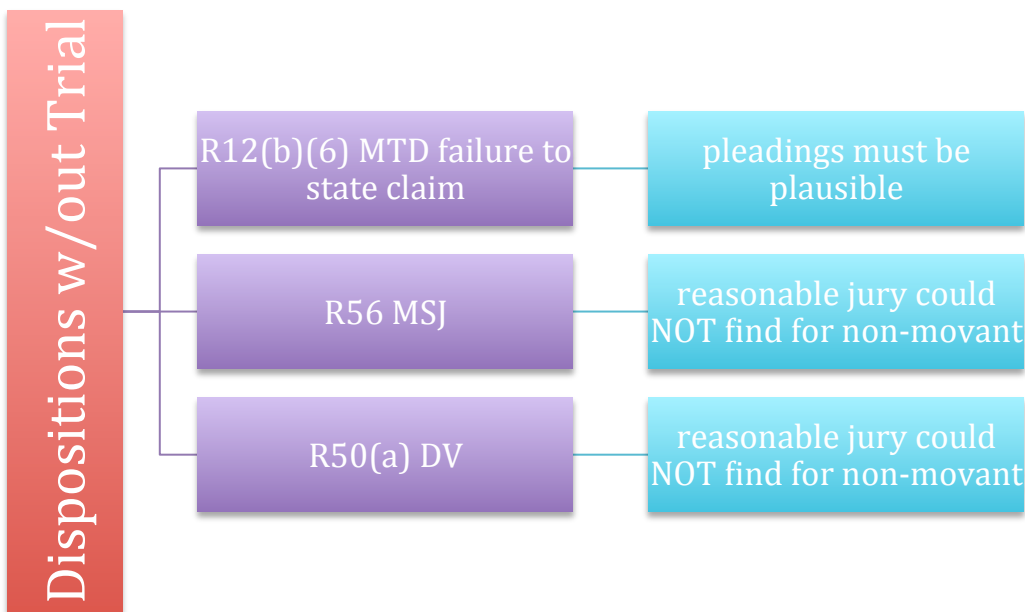 Dispositions w/out Trial
R12(b)(6) MTD failure to
state claim
pleadings must be
plausible
R56 MSJ
reasonable jury could
NOT find for non-movant
R50(a) DV
reasonable jury could
NOT find for non-movant